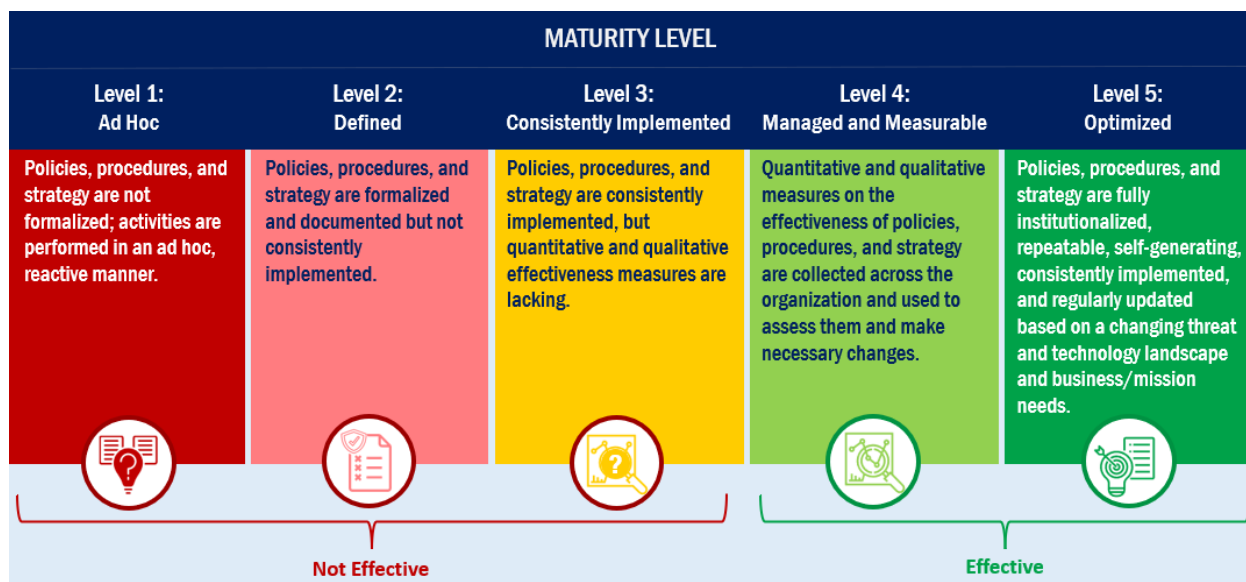 MATURITY LEVEL
Level 1:
Ad Hoc
Level 2:
Defined
Level 3:
Consistently Implemented
Level 4:
Managed and Measurable
Level 5:
Optimized
Policies, procedures, and
strategy are not
formalized; activities are
performed in an ad hoc,
reactive manner.
Policies, procedures, and
strategy are formalized
and documented but not
consistently
implemented.
Policies, procedures, and
strategy are consistently
implemented, but
quantitative and qualitative
effectiveness measures are
lacking.
Quantitative and qualitative
measures on the
effectiveness of policies,
procedures, and strategy
are collected across the
organization and used to
assess them and make
necessary changes.
Policies, procedures, and
strategy are fully
institutionalized,
repeatable, self-generating,
consistently implemented,
and regularly updated
based on a changing threat
and technology landscape
and business/mission
needs.
?
?
Not Effective
Effective